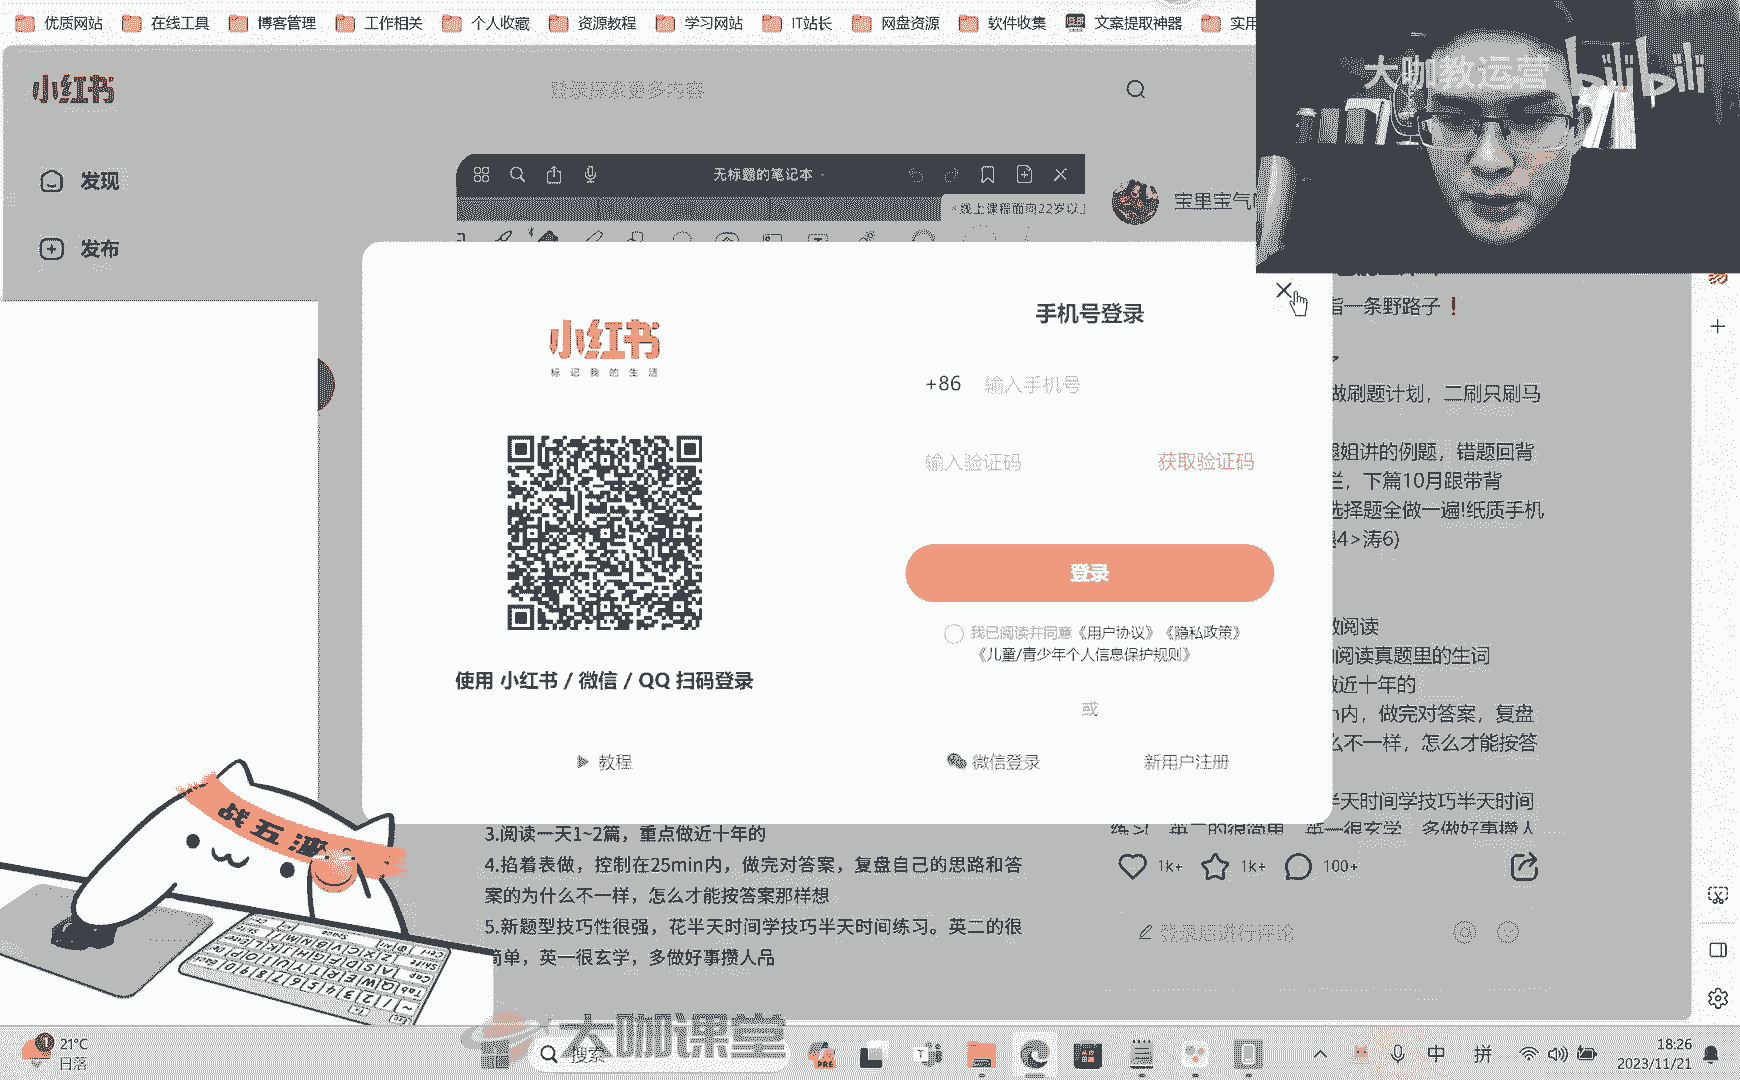 优质网站 在线工具 博客管理 工作相关 个人收藏 资源教程 学习网站 IT站长 网盘资源 软件收集 文案提取神器 实用
大咖教运营 bilibili
小红书
登录探索更多内容
发现
无标题的笔记本
宝里宝气
× 线上课程面向22岁以上
发布
手机号登录
指一条野路子❗
小红书
标记我的生活
+86 输入手机号
做刷题计划，二刷只刷马
输入验证码 获取验证码
姐讲的例题，错题回背
，下篇10月跟带背
选择题全做一遍!纸质手机
4>涛6)
登录
我已阅读并同意《用户协议》《隐私政策》
《儿童/青少年个人信息保护规则》
阅读
阅读真题里的生词
使用 小红书 / 微信 / QQ 扫码登录
近十年的
或
内，做完对答案，复盘
么不一样，怎么才能按答
教程
微信登录 新用户注册
半天时间学技巧半天时间
练习。英二的很简单，英一很玄学，多做好事攒人
战五渣
3.阅读一天1~2篇，重点做近十年的
4.掐着表做，控制在25min内，做完对答案，复盘自己的思路和答
案的为什么不一样，怎么才能按答案那样想
1k+ 1k+ 100+
5.新题型技巧性很强，花半天时间学技巧半天时间练习。英二的很
简单，英一很玄学，多做好事攒人品
登录后进行评论
大咖课堂
1
21°C
日落
搜索
PRE
中 拼
18:26
2023/11/21